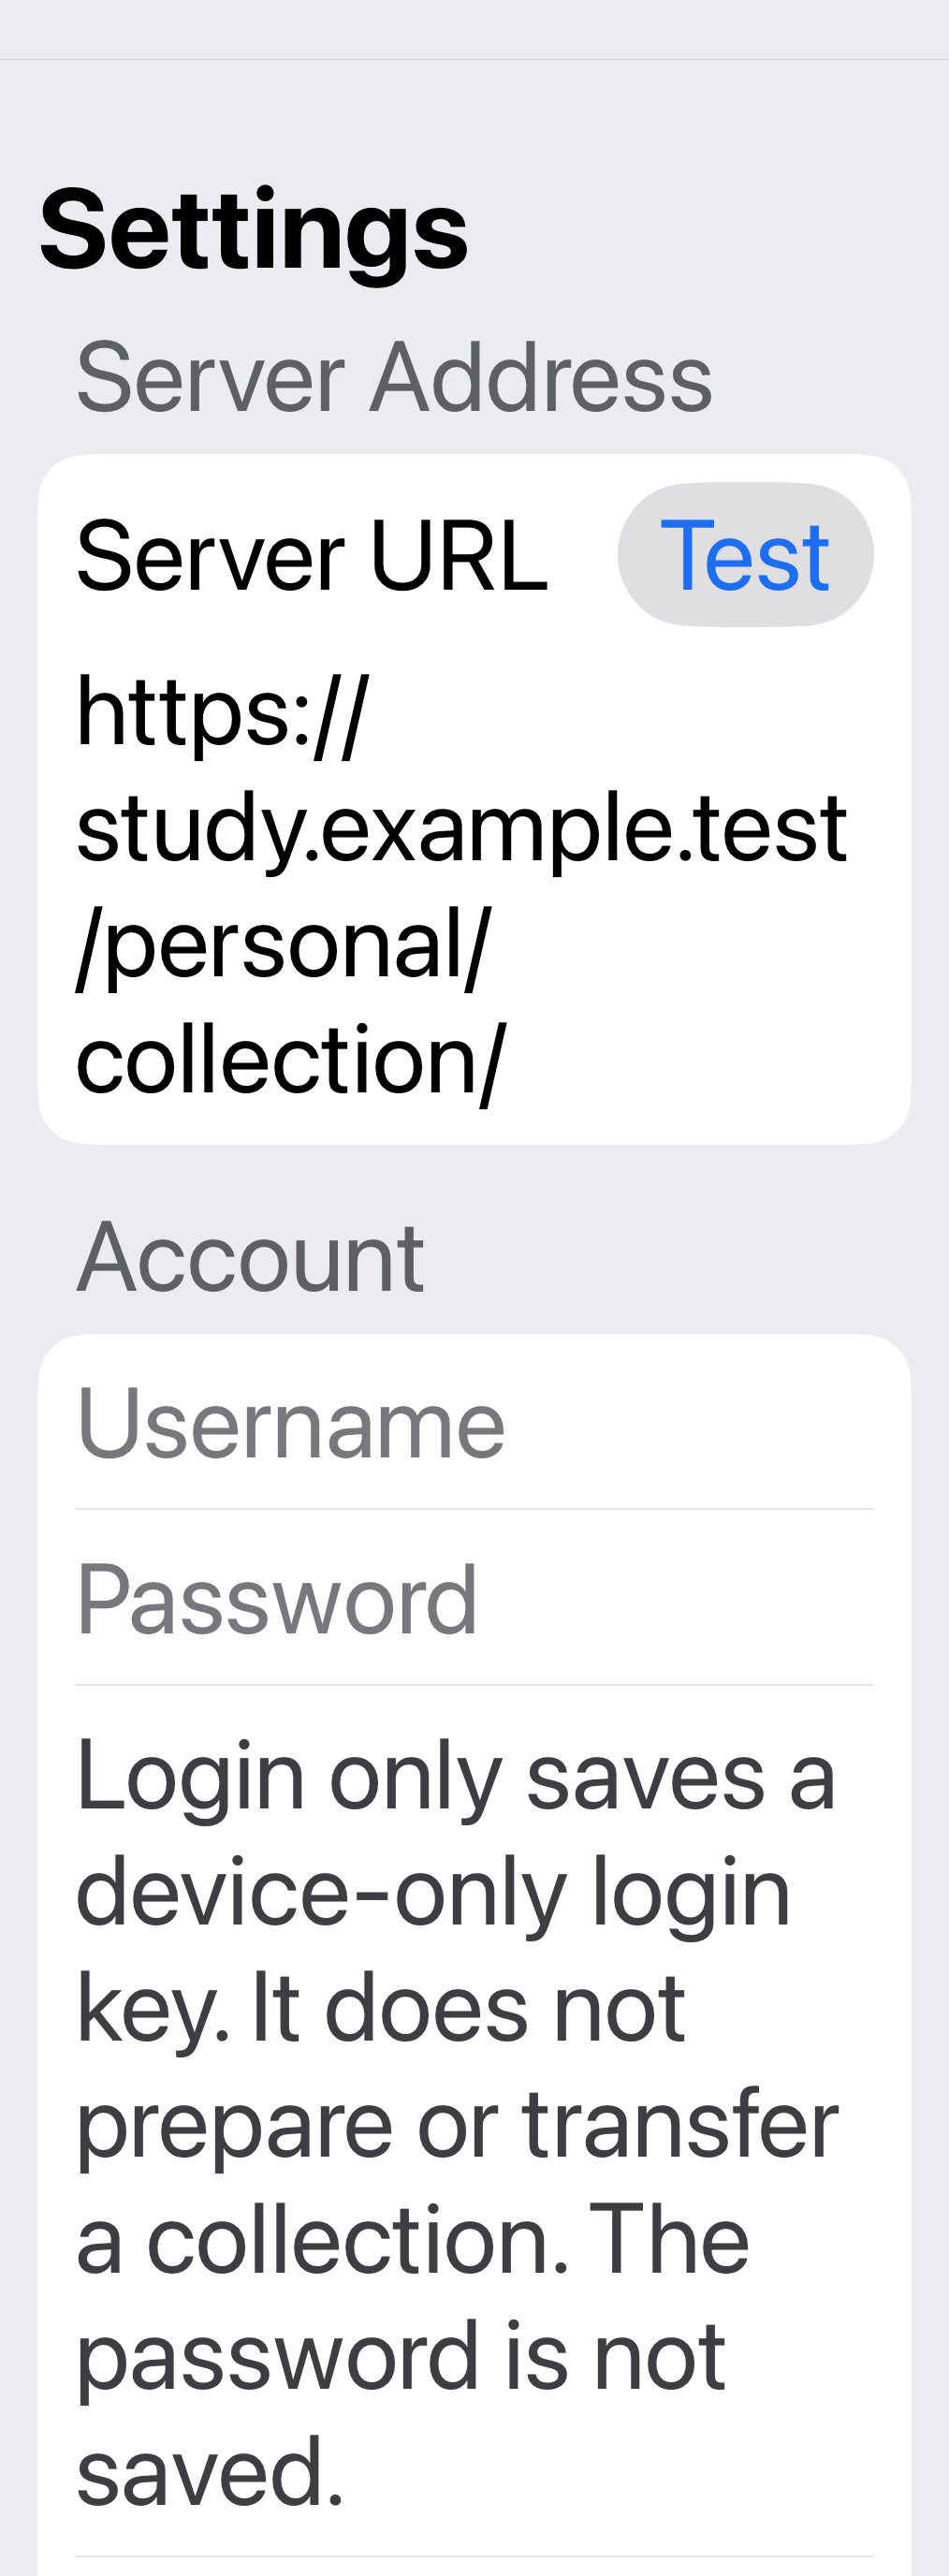 Settings
Server Address
Server URL
Test
https://
study.example.test
/personal/
collection/
Account
Username
Password
Login only saves a
device-only login
key. It does not
prepare or transfer
a collection. The
password is not
saved.